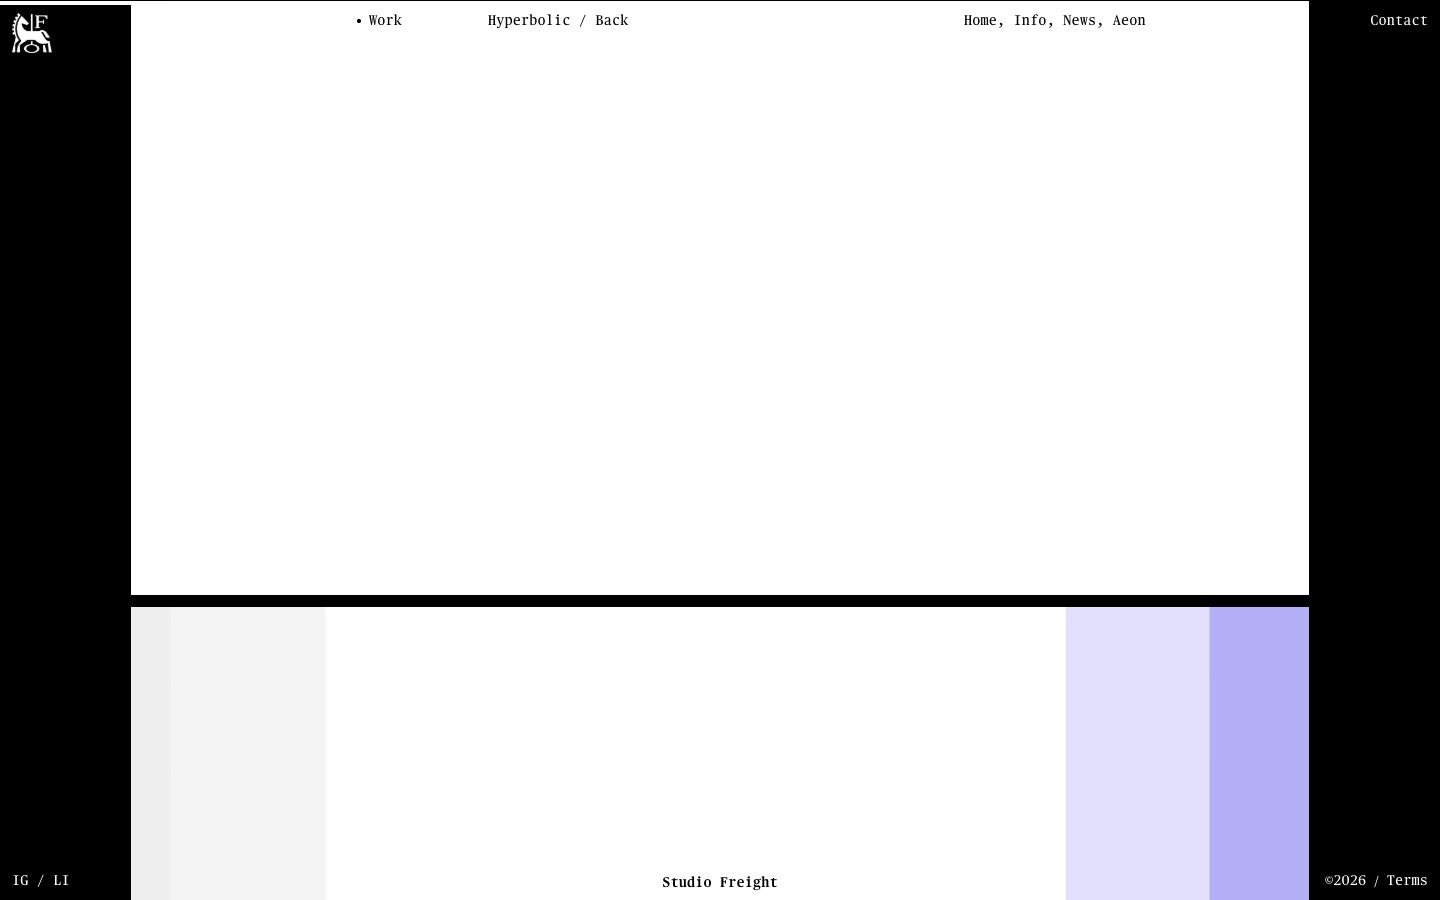 F
• Work
Hyperbolic / Back
Home, Info, News, Aeon
Contact
IG / LI
Studio Freight
©2026 / Terms